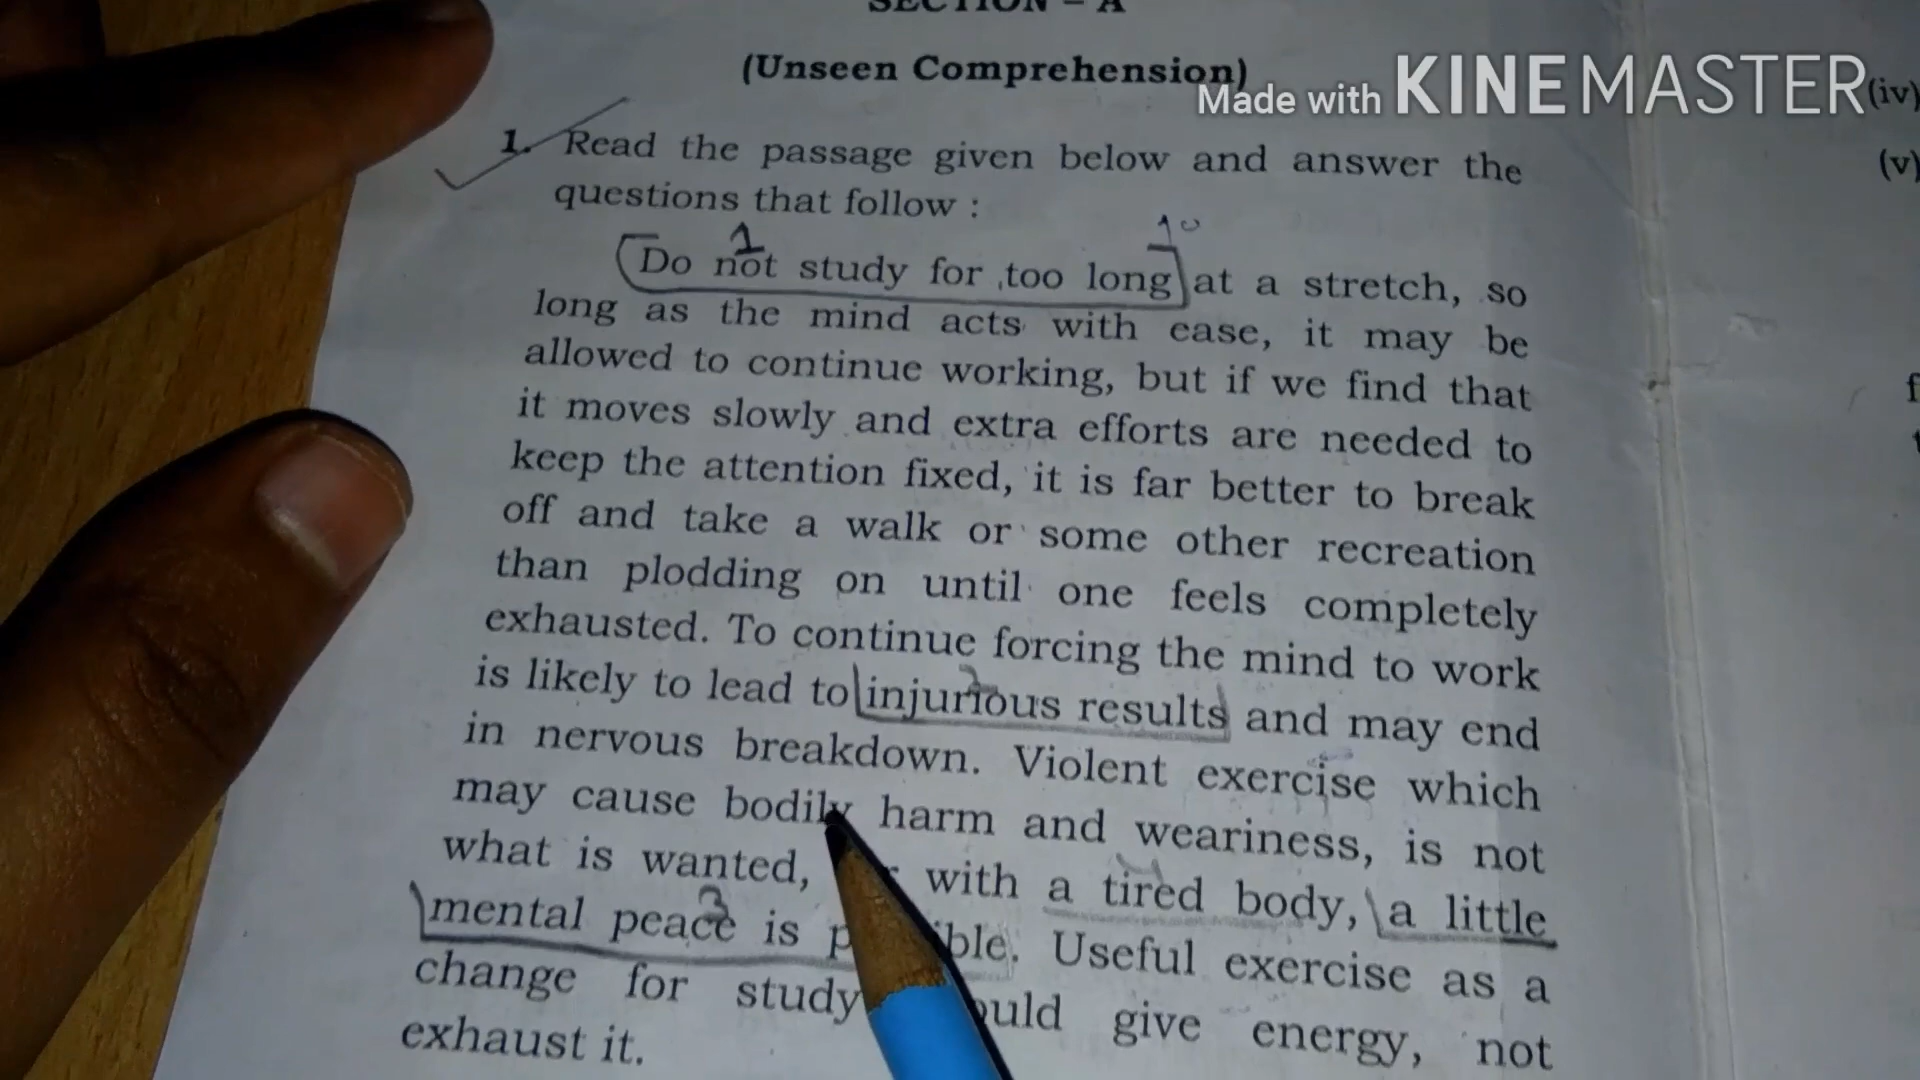 SECTION – A
(Unseen Comprehension)
Made with KINEMASTER
(iv)
1. Read the passage given below and answer the
(v)
questions that follow :
1
10
Do not study for too long at a stretch, so
long as the mind acts with ease, it may be
allowed to continue working, but if we find that
it moves slowly and extra efforts are needed to
keep the attention fixed, it is far better to break
off and take a walk or some other recreation
than plodding on until one feels completely
exhausted. To continue forcing the mind to work
2
is likely to lead to injurious results and may end
in nervous breakdown. Violent exercise which
may cause bodily harm and weariness, is not
what is wanted, with a tired body, a little
3
mental peace is Useful exercise as a
change for study give energy, not
exhaust it.